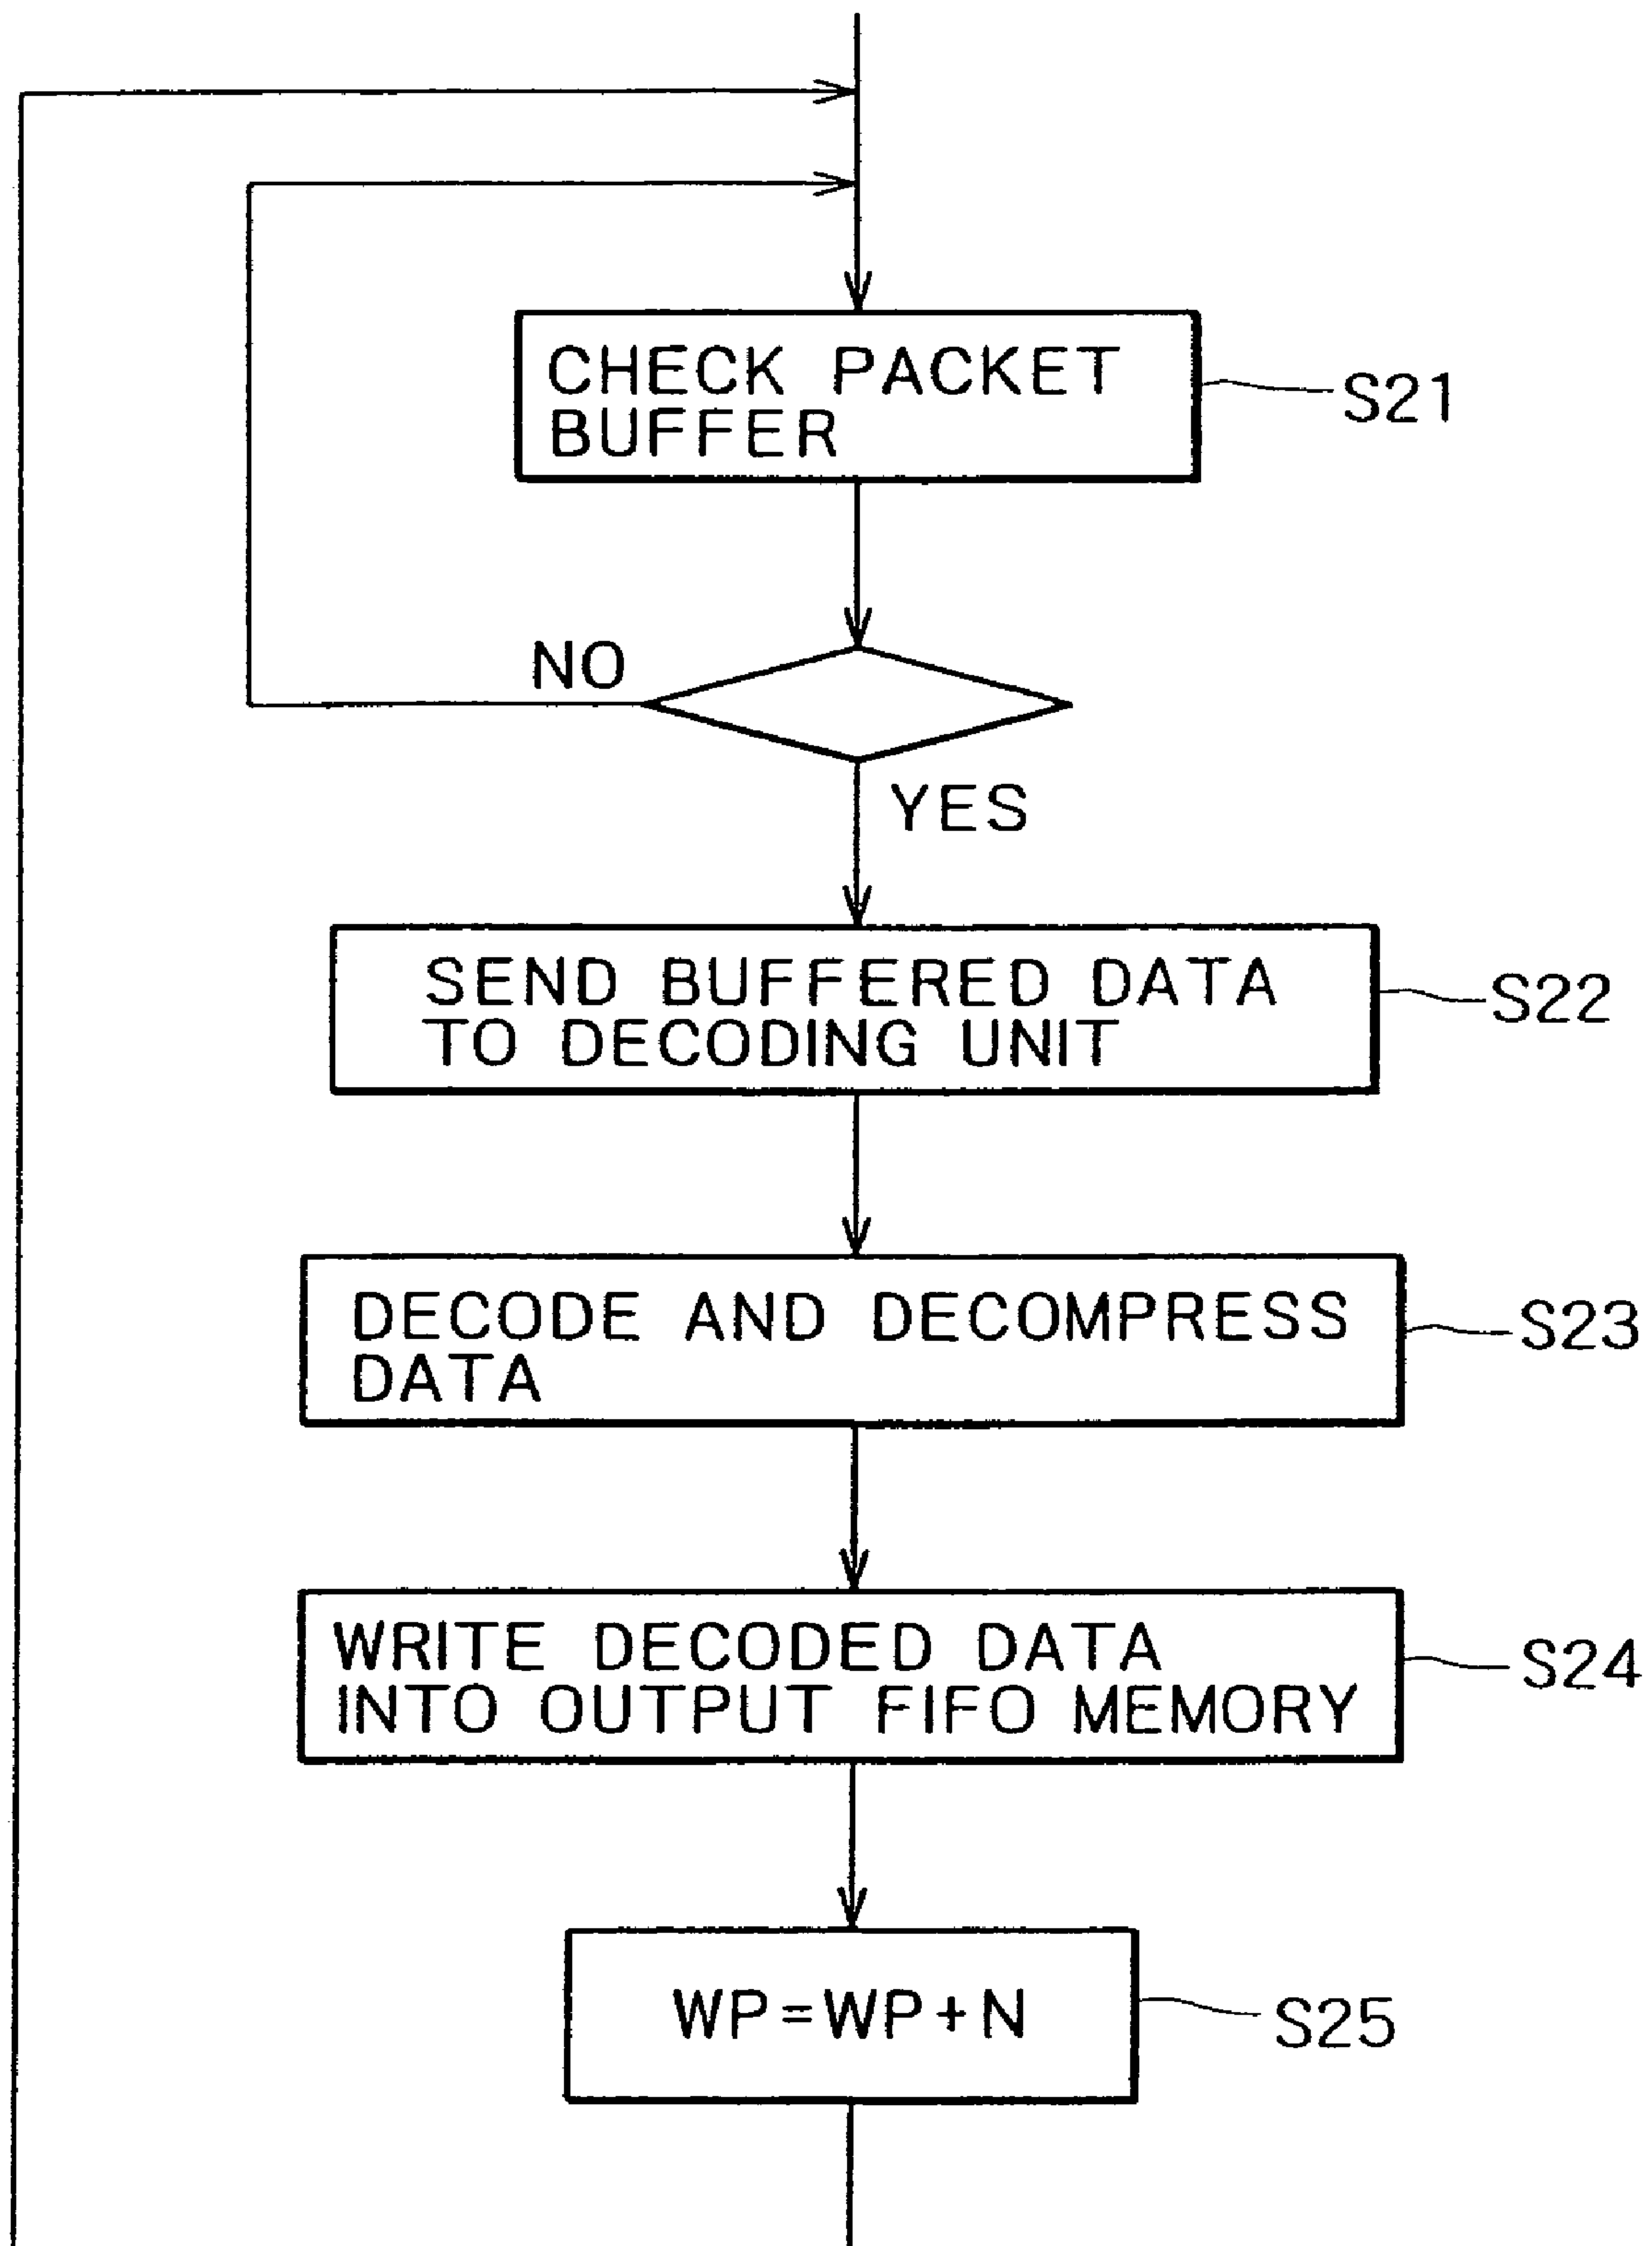 CHECK PACKET
BUFFER
S21
NO
YES
SEND BUFFERED DATA
TO DECODING UNIT
S22
DECODE AND DECOMPRESS
DATA
S23
WRITE DECODED DATA
INTO OUTPUT FIFO MEMORY
S24
WP=WP+N
S25